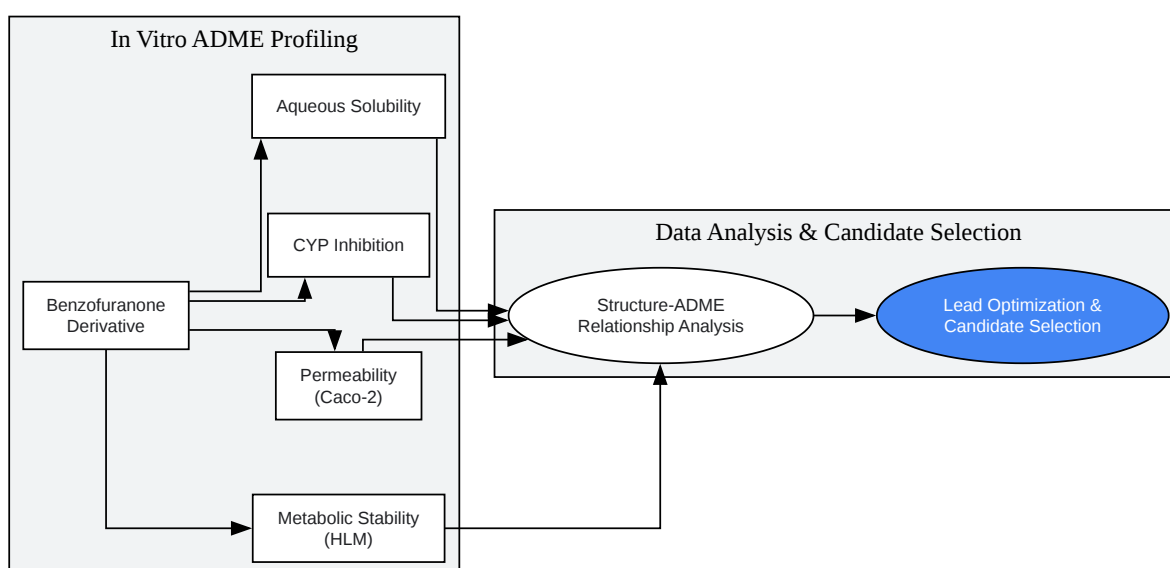 In Vitro ADME Profiling
Aqueous Solubility
CYP Inhibition
Benzofuranone
Derivative
Permeability
(Caco-2)
Metabolic Stability
(HLM)
Data Analysis & Candidate Selection
Structure-ADME
Relationship Analysis
Lead Optimization &
Candidate Selection